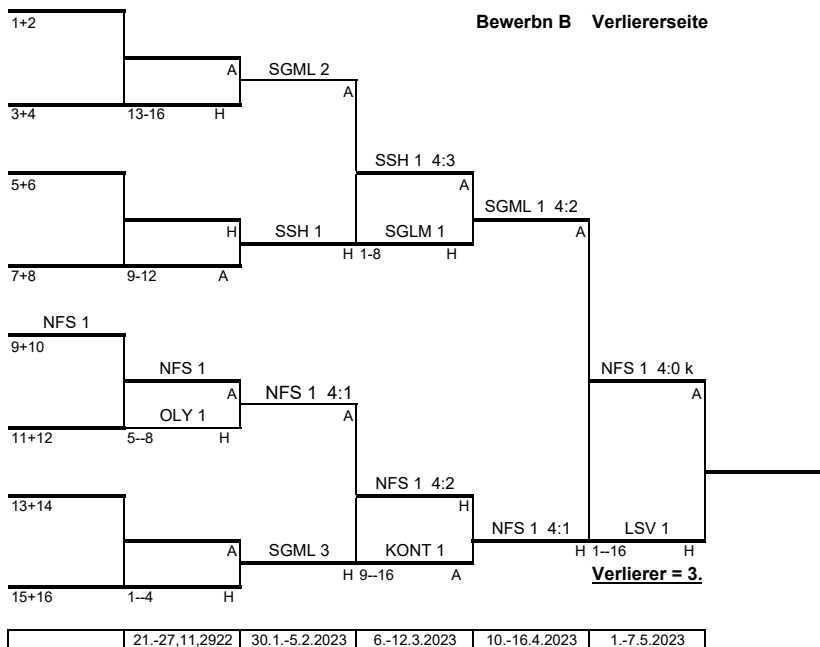 Bewerbn B Verliererseite
1+2
A SGML 2
A
3+4 13-16 H
SSH 1 4:3
5+6
A
SGML 1 4:2
H SSH 1 SGLM 1 A
H 1-8 H
7+8 9-12 A
NFS 1
9+10
NFS 1 NFS 1 4:0 k
A NFS 1 4:1 A
OLY 1 A
11+12 5--8 H
NFS 1 4:2
13+14 H
NFS 1 4:1 LSV 1
A SGML 3 KONT 1 H 1--16 H
H 9--16 A Verlierer = 3.
15+16 1--4 H
21.-27,11,2922 30.1.-5.2.2023 6.-12.3.2023 10.-16.4.2023 1.-7.5.2023